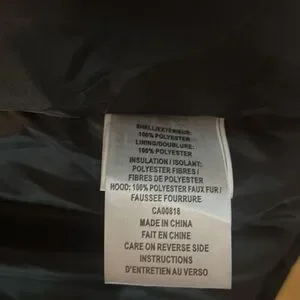 SHELL/EXTÉRIEUR:
100% POLYESTER
LINING/DOUBLURE:
100% POLYESTER
INSULATION / ISOLANT:
POLYESTER FIBRES /
FIBRES DE POLYESTER
HOOD: 100% POLYESTER FAUX FUR /
FAUSSEE FOURRURE
CA00818
MADE IN CHINA
FAIT EN CHINE
CARE ON REVERSE SIDE
INSTRUCTIONS
D'ENTRETIEN AU VERSO